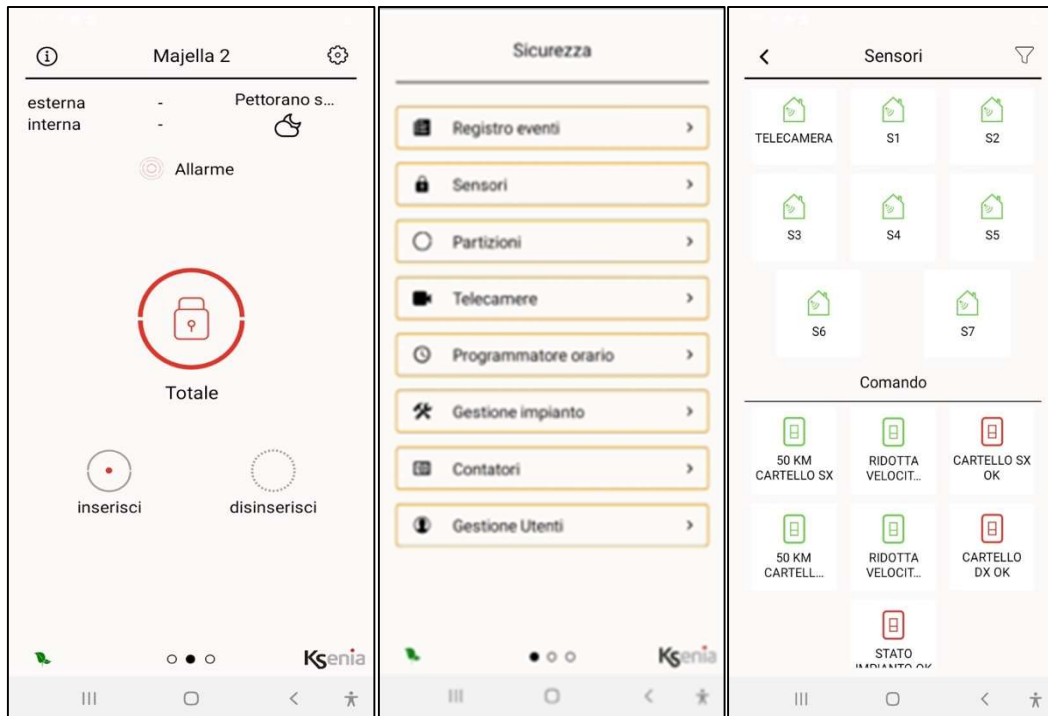 Majella 2
esterna -
interna -
Pettorano s...
Allarme
Totale
inserisci
disinserisci
Ksenia
Sicurezza
Registro eventi
Sensori
Partizioni
Telecamere
Programmatore orario
Gestione impianto
Contatori
Gestione Utenti
Ksenia
Sensori
TELECAMERA
S1
S2
S3
S4
S5
S6
S7
Comando
50 KM
CARTELLO SX
RIDOTTA
VELOCIT...
CARTELLO SX
OK
50 KM
CARTELL...
RIDOTTA
VELOCIT...
CARTELLO
DX OK
STATO
IMPIANTO OK